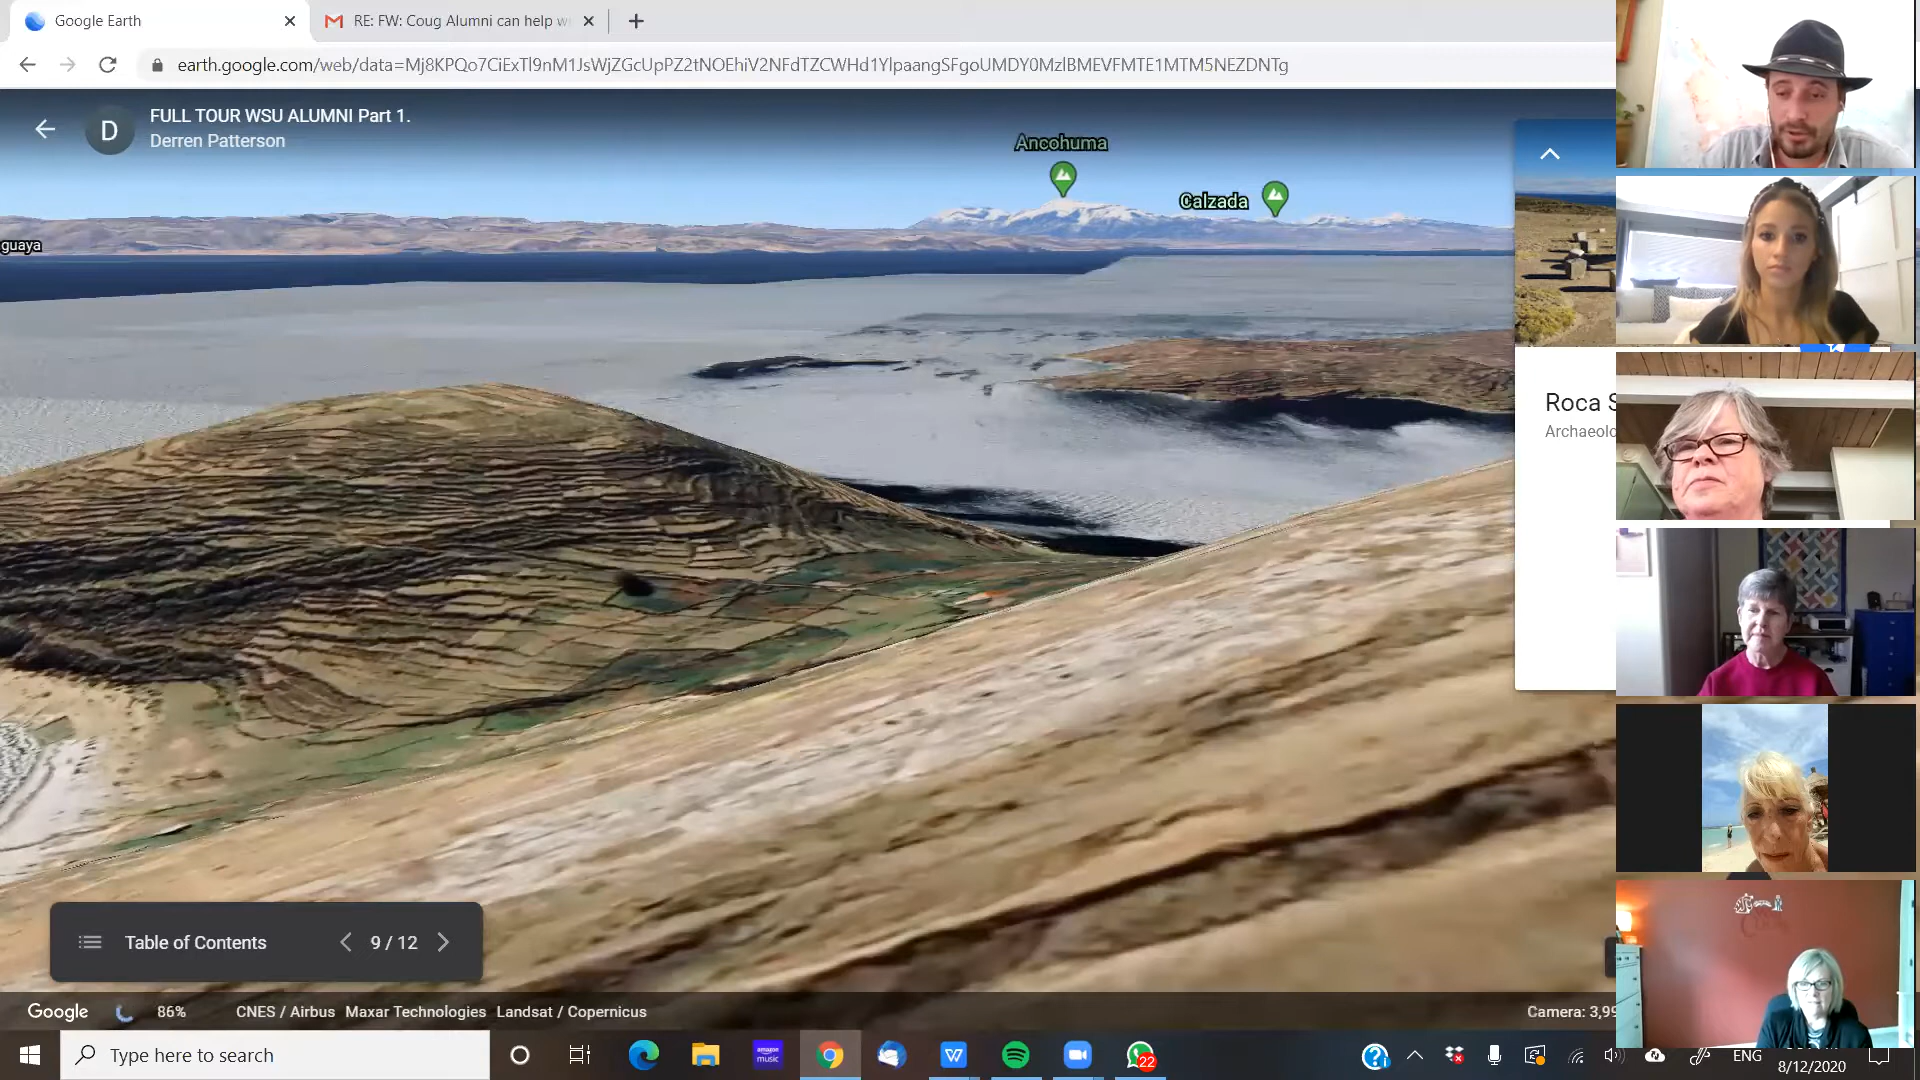 Google Earth
RE: FW: Coug Alumni can help w
earth.google.com/web/data=Mj8KPQo7CiExTl9nM1JsWjZGcUpPZ2tNOEhiV2NFdTZCWHd1YlpaangSFgoUMDY0MzlBMEVFMTE1MTM5NEZDNTg
D
FULL TOUR WSU ALUMNI Part 1.
Derren Patterson
Ancohuma
Calzada
guaya
Roca S
Archaeolo
Table of Contents
9 / 12
Google
86%
CNES / Airbus Maxar Technologies Landsat / Copernicus
Camera: 3,99
Type here to search
amazon music
22
ENG
8/12/2020